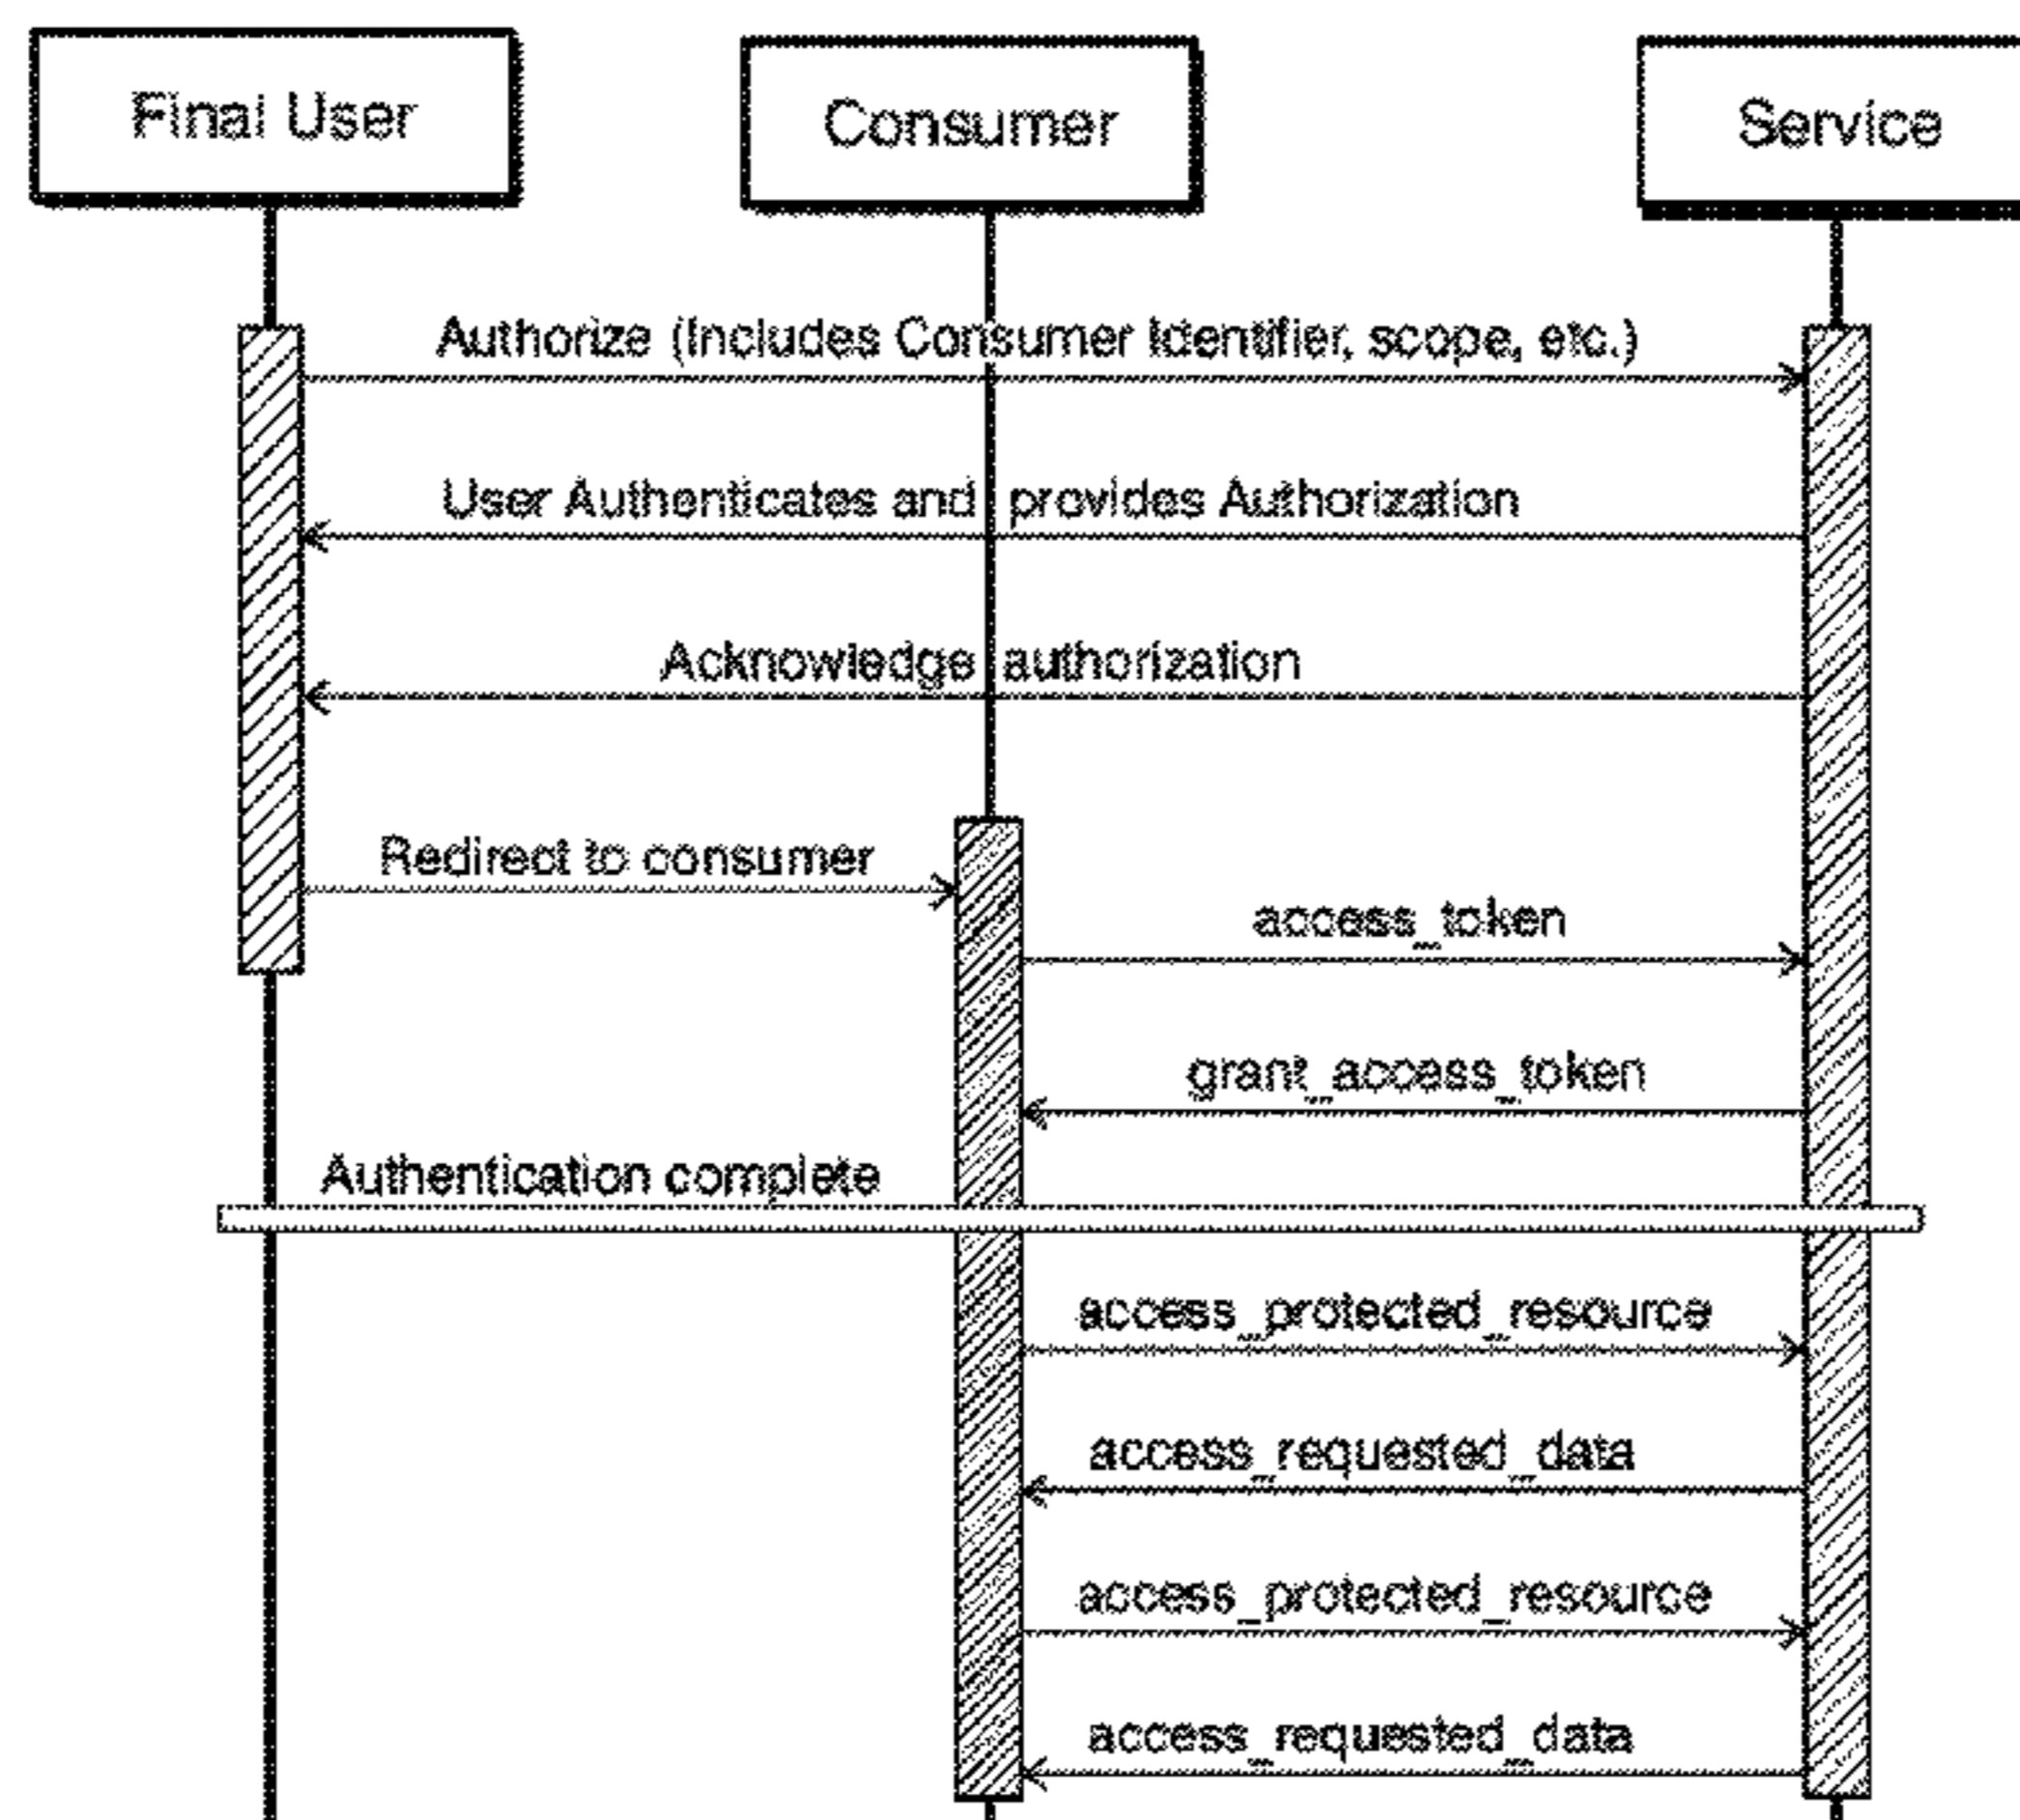 Final User
Consumer
Service
Authorize (Includes Consumer Identifier, scope, etc.)
User Authenticates and provides Authorization
Acknowledge authorization
Redirect to consumer
access_token
grant_access_token
Authentication complete
access_protected_resource
access_requested_data
access_protected_resource
access_requested_data